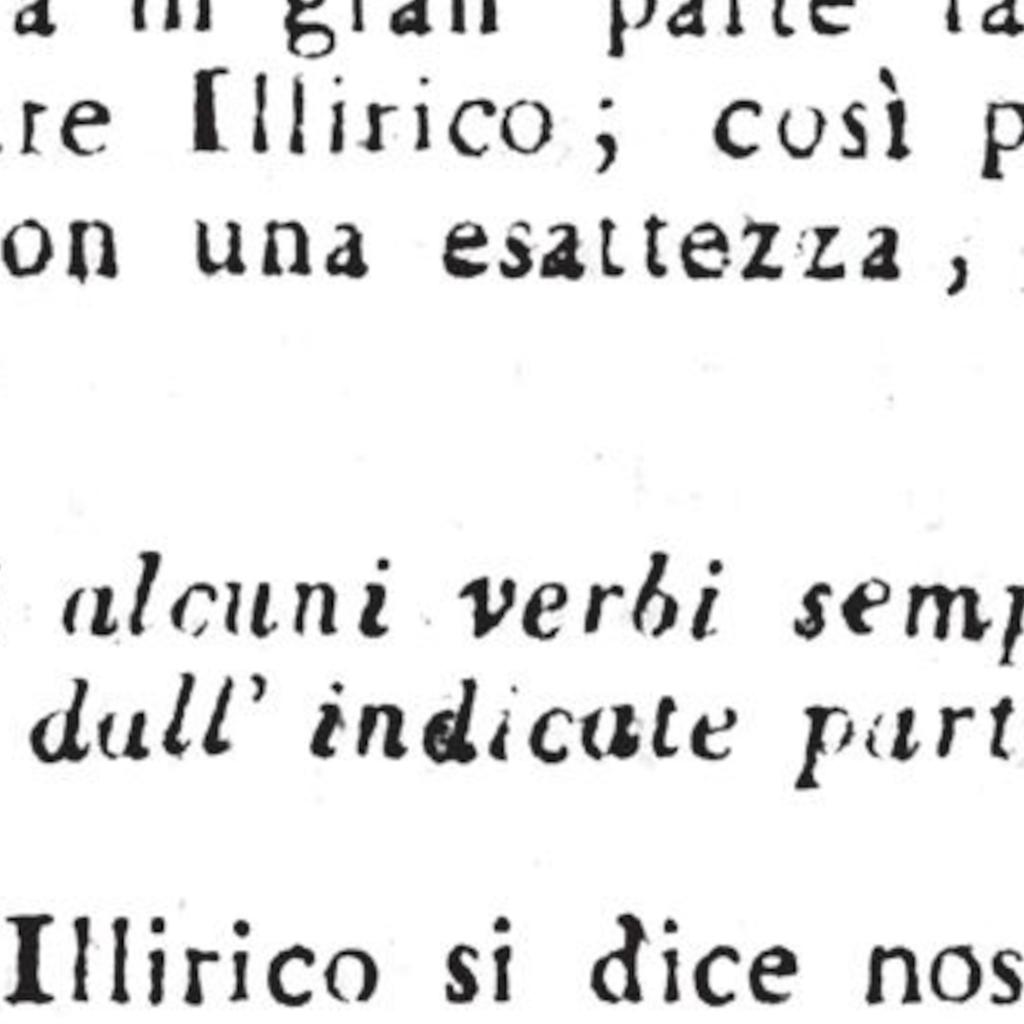 a in gran parte la
re Illirico; così p
on una esattezza,
alcuni verbi semp
dall' indicate part
Illirico si dice nos